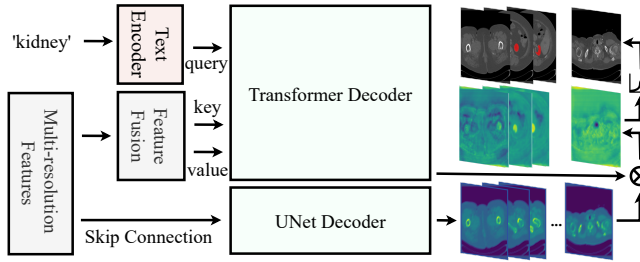 'kidney'
Text
Encoder
query
Transformer Decoder
Multi-resolution
Features
Feature
Fusion
key
value
UNet Decoder
Skip Connection
...